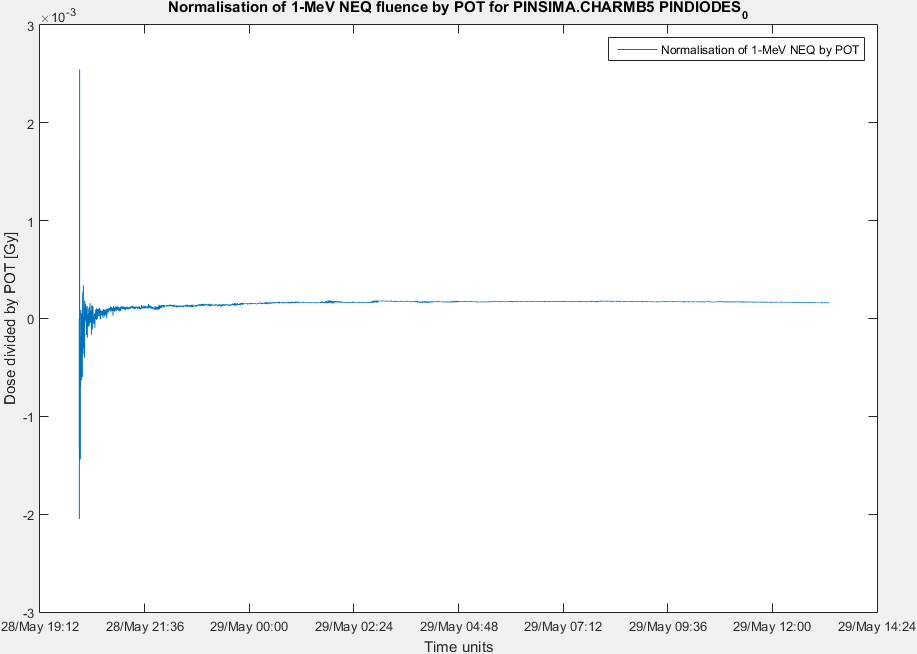 Normalisation of 1-MeV NEQ fluence by POT for PINSIMA.CHARMB5 PINDIODES0
×10-3
Normalisation of 1-MeV NEQ by POT
3
2
1
0
-1
-2
-3
Dose divided by POT [Gy]
28/May 19:12 28/May 21:36 29/May 00:00 29/May 02:24 29/May 04:48 29/May 07:12 29/May 09:36 29/May 12:00 29/May 14:24
Time units